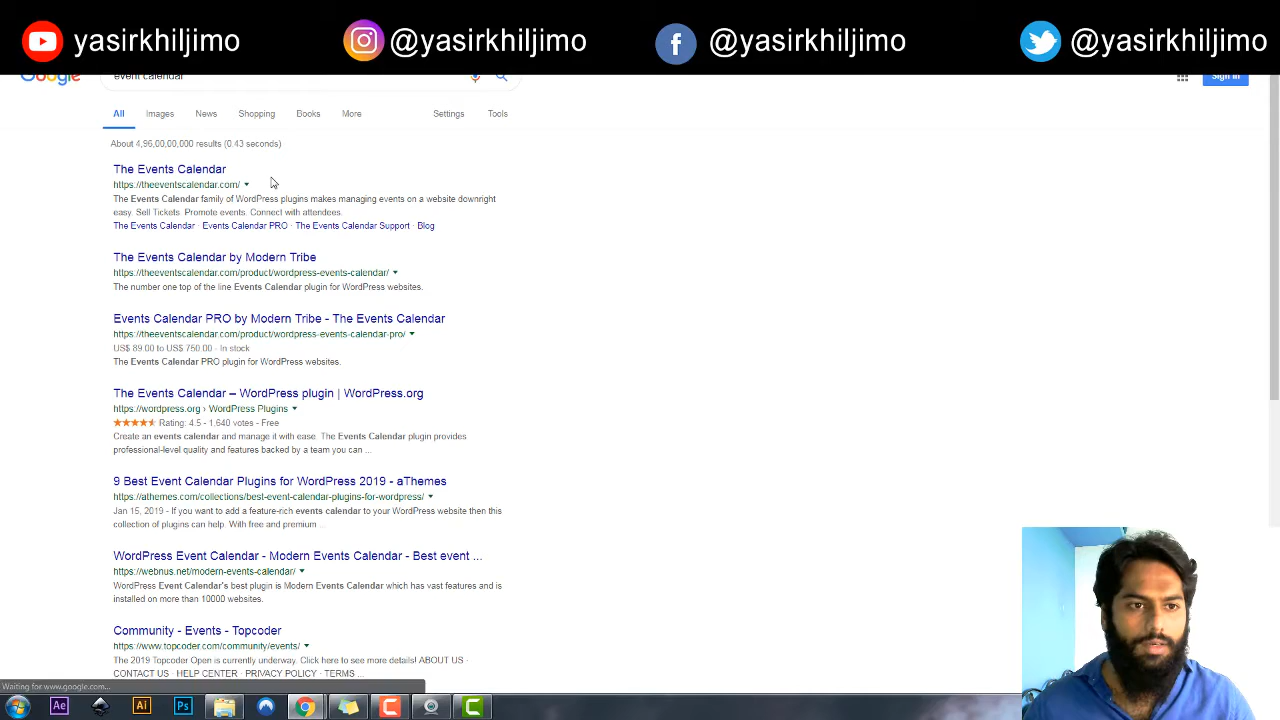 yasirkhiljimo
@yasirkhiljimo
@yasirkhiljimo
@yasirkhiljimo
Google
event calendar
Sign in
All
Images
News
Shopping
Books
More
Settings
Tools
About 4,96,00,00,000 results (0.43 seconds)
The Events Calendar
https://theeventscalendar.com/
The Events Calendar family of WordPress plugins makes managing events on a website downright
easy. Sell Tickets. Promote events. Connect with attendees.
The Events Calendar · Events Calendar PRO · The Events Calendar Support · Blog
The Events Calendar by Modern Tribe
https://theeventscalendar.com/product/wordpress-events-calendar/
The number one top of the line Events Calendar plugin for WordPress websites.
Events Calendar PRO by Modern Tribe - The Events Calendar
https://theeventscalendar.com/product/wordpress-events-calendar-pro/
US$ 89.00 to US$ 750.00 - In stock
The Events Calendar PRO plugin for WordPress websites.
The Events Calendar – WordPress plugin | WordPress.org
https://wordpress.org › WordPress Plugins
Rating: 4.5 - 1,640 votes - Free
Create an events calendar and manage it with ease. The Events Calendar plugin provides
professional-level quality and features backed by a team you can ...
9 Best Event Calendar Plugins for WordPress 2019 - aThemes
https://athemes.com/collections/best-event-calendar-plugins-for-wordpress/
Jan 15, 2019 - If you want to add a feature-rich events calendar to your WordPress website then this
collection of plugins can help. With free and premium ...
WordPress Event Calendar - Modern Events Calendar - Best event ...
https://webnus.net/modern-events-calendar/
WordPress Event Calendar's best plugin is Modern Events Calendar which has vast features and is
installed on more than 10000 websites.
Community - Events - Topcoder
https://www.topcoder.com/community/events/
The 2019 Topcoder Open is currently underway. Click here to see more details! ABOUT US ·
CONTACT US · HELP CENTER · PRIVACY POLICY · TERMS ...
Waiting for www.google.com...
Ae
Ai
Ps